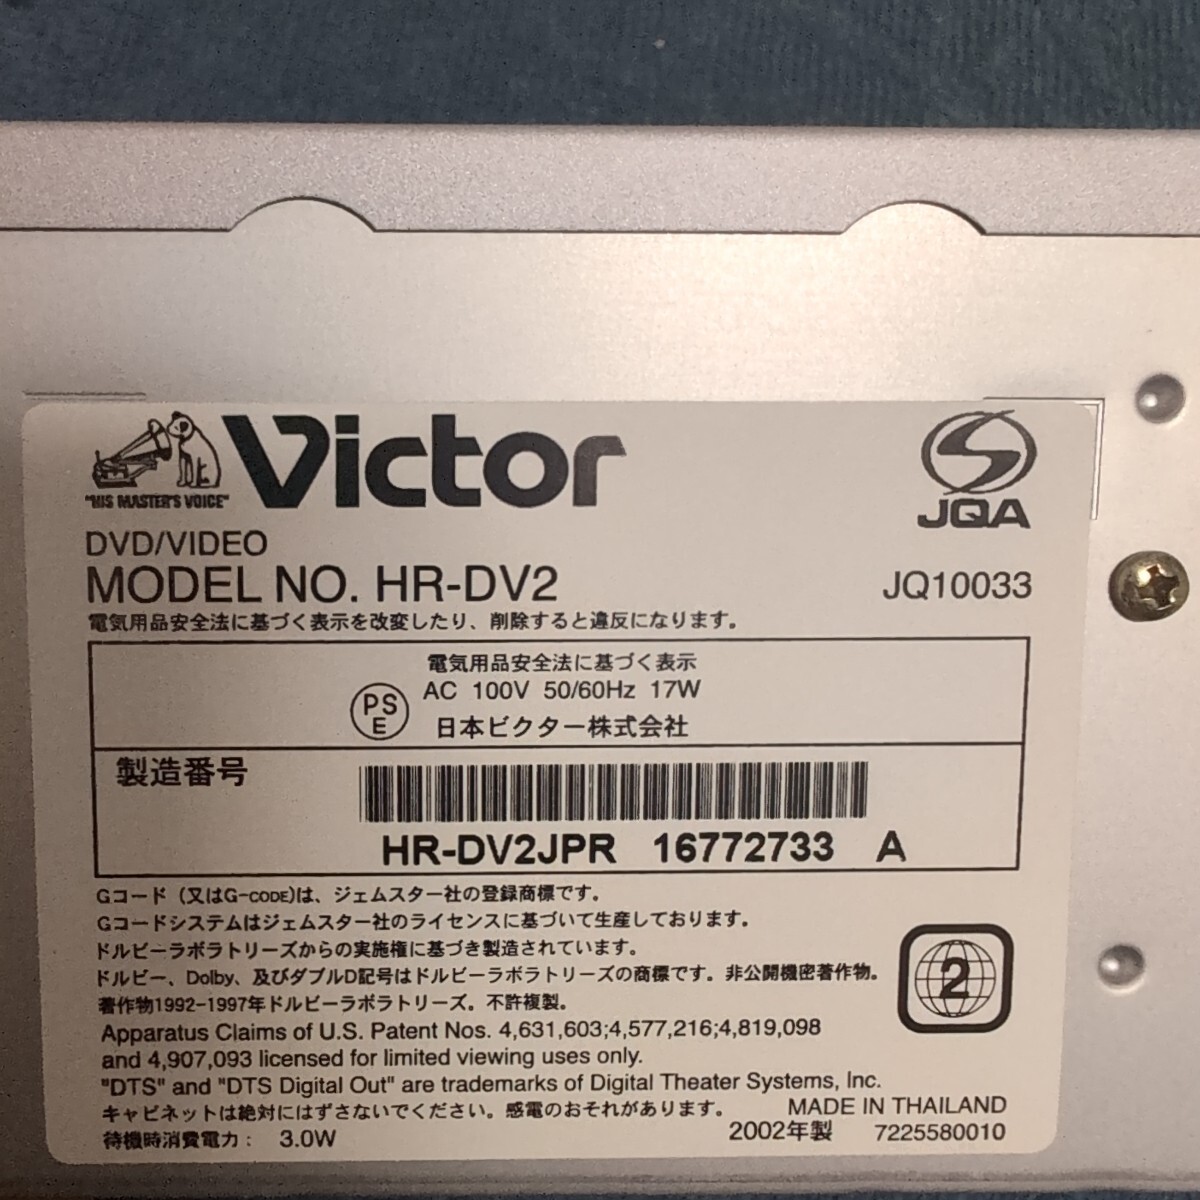 "HIS MASTER'S VOICE"
Victor
JQA
DVD/VIDEO
MODEL NO. HR-DV2
JQ10033
電気用品安全法に基づく表示を改変したり、削除すると違反になります。
電気用品安全法に基づく表示
PS
E
AC 100V 50/60Hz 17W
日本ビクター株式会社
製造番号
HR-DV2JPR 16772733 A
Gコード（又はG-CODE)は、ジェムスター社の登録商標です。
Gコードシステムはジェムスター社のライセンスに基づいて生産しております。
ドルビーラボラトリーズからの実施権に基づき製造されています。
ドルビー、Dolby、及びダブルD記号はドルビーラボラトリーズの商標です。非公開機密著作物。
著作物1992-1997年ドルビーラボラトリーズ。不許複製。
2
Apparatus Claims of U.S. Patent Nos. 4,631,603;4,577,216;4,819,098
and 4,907,093 licensed for limited viewing uses only.
"DTS" and "DTS Digital Out" are trademarks of Digital Theater Systems, Inc.
キャビネットは絶対にはずさないでください。感電のおそれがあります。
MADE IN THAILAND
待機時消費電力： 3.0W
2002年製 7225580010